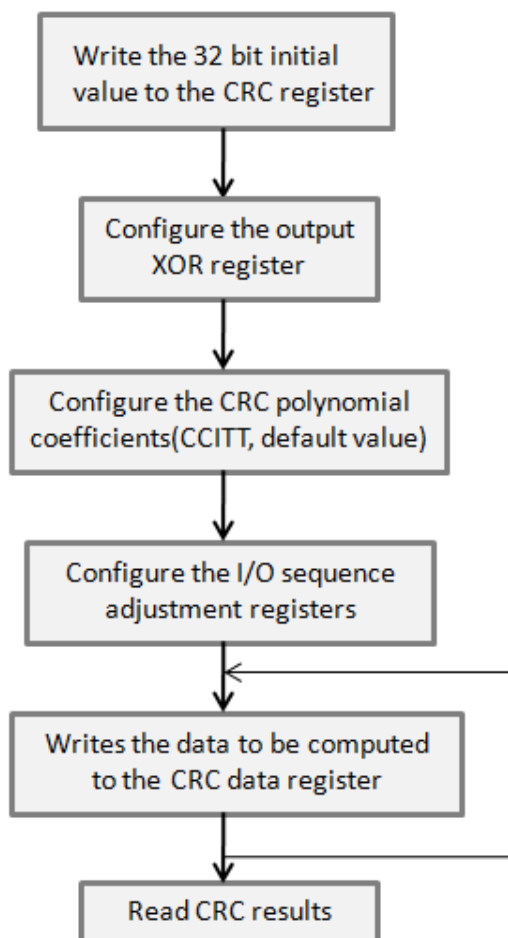 Write the 32 bit initial
value to the CRC register
Configure the output
XOR register
Configure the CRC polynomial
coefficients(CCITT, default value)
Configure the I/O sequence
adjustment registers
Writes the data to be computed
to the CRC data register
Read CRC results